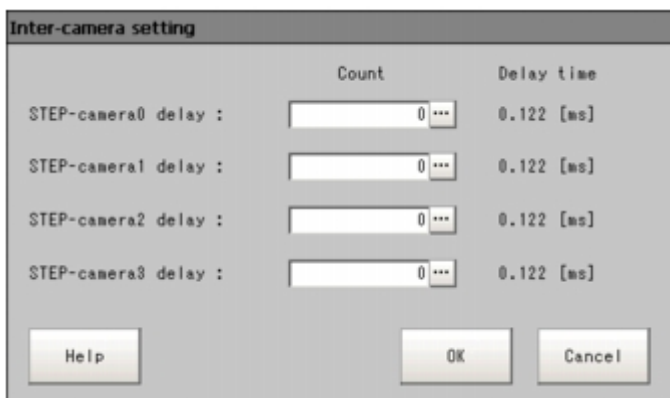 Inter-camera setting
Count Delay time
STEP-camera0 delay : 0 ... 0.122 [ms]
STEP-camera1 delay : 0 ... 0.122 [ms]
STEP-camera2 delay : 0 ... 0.122 [ms]
STEP-camera3 delay : 0 ... 0.122 [ms]
Help OK Cancel